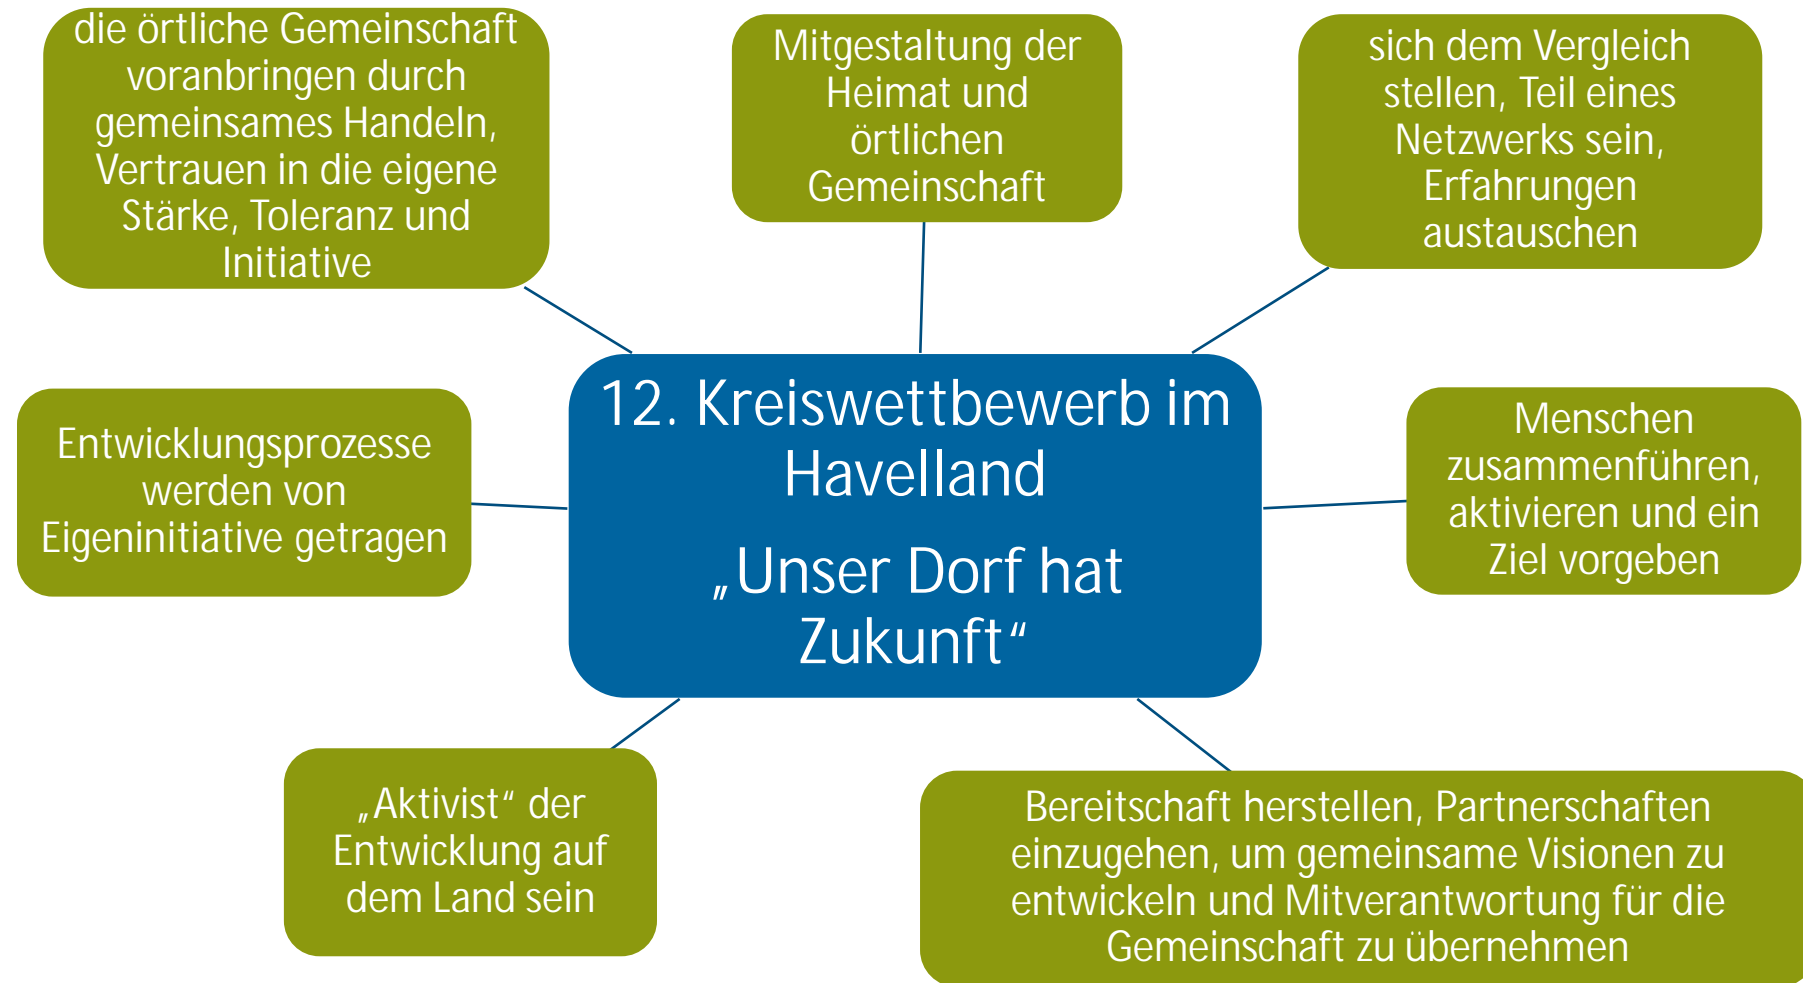 die örtliche Gemeinschaft
voranbringen durch
gemeinsames Handeln,
Vertrauen in die eigene
Stärke, Toleranz und
Initiative
Mitgestaltung der
Heimat und
örtlichen
Gemeinschaft
sich dem Vergleich
stellen, Teil eines
Netzwerks sein,
Erfahrungen
austauschen
Entwicklungsprozesse
werden von
Eigeninitiative getragen
12. Kreiswettbewerb im
Havelland
„Unser Dorf hat
Zukunft“
Menschen
zusammenführen,
aktivieren und ein
Ziel vorgeben
„Aktivist“ der
Entwicklung auf
dem Land sein
Bereitschaft herstellen, Partnerschaften
einzugehen, um gemeinsame Visionen zu
entwickeln und Mitverantwortung für die
Gemeinschaft zu übernehmen